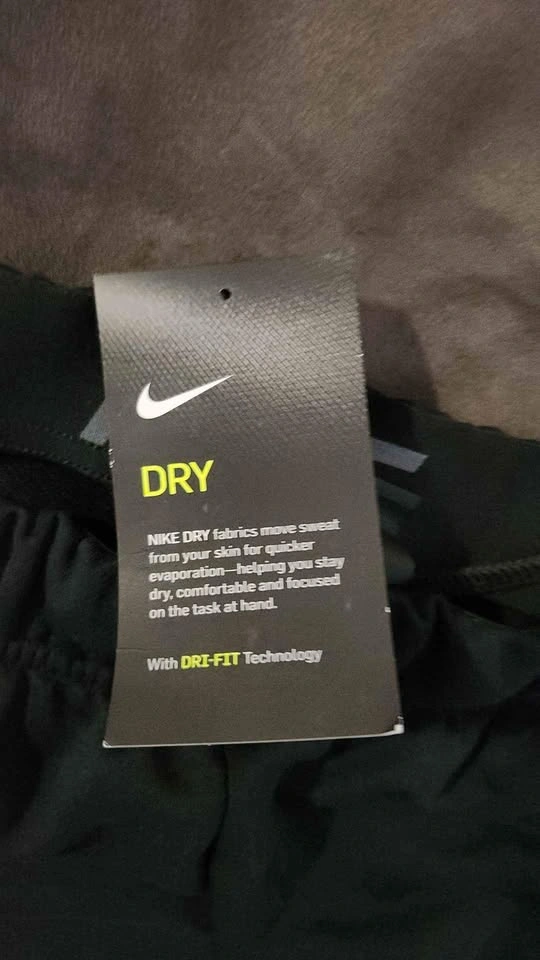 DRY
NIKE DRY fabrics move sweat
from your skin for quicker
evaporation—helping you stay
dry, comfortable and focused
on the task at hand.
With DRI-FIT Technology